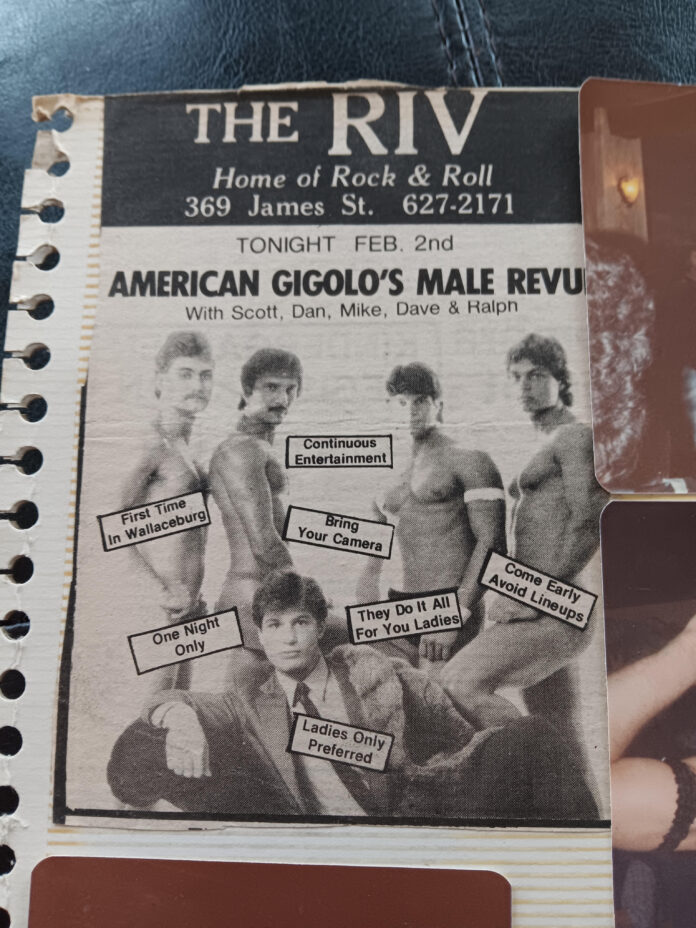 THE RIV
Home of Rock & Roll
369 James St. 627-2171
TONIGHT FEB. 2nd
AMERICAN GIGOLO'S MALE REVU
With Scott, Dan, Mike, Dave & Ralph
Continuous
Entertainment
First Time
In Wallaceburg
Bring
Your Camera
Come Early
Avoid Lineups
They Do It All
For You Ladies
One Night
Only
Ladies Only
Preferred